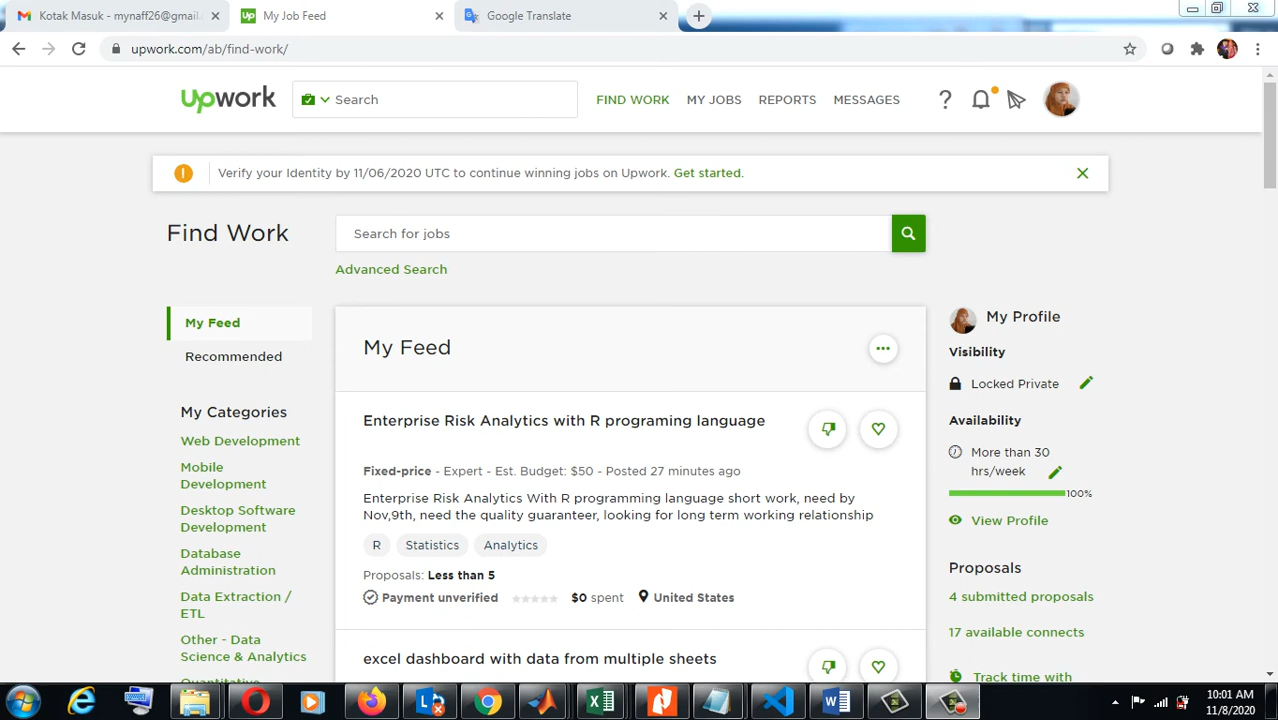 Kotak Masuk - mynaff26@gmail.
My Job Feed
Google Translate
upwork.com/ab/find-work/
upwork
Search
FIND WORK
MY JOBS
REPORTS
MESSAGES
?
Verify your Identity by 11/06/2020 UTC to continue winning jobs on Upwork. Get started.
Find Work
Search for jobs
Advanced Search
My Feed
Recommended
My Categories
Web Development
Mobile
Development
Desktop Software
Development
Database
Administration
Data Extraction /
ETL
Other - Data
Science & Analytics
Quantitative
My Feed
Enterprise Risk Analytics with R programing language
Fixed-price - Expert - Est. Budget: $50 - Posted 27 minutes ago
Enterprise Risk Analytics With R programming language short work, need by
Nov,9th, need the quality guaranteer, looking for long term working relationship
R
Statistics
Analytics
Proposals: Less than 5
Payment unverified
$0 spent
United States
excel dashboard with data from multiple sheets
My Profile
Visibility
Locked Private
Availability
More than 30
hrs/week
100%
View Profile
Proposals
4 submitted proposals
17 available connects
Track time with
10:01 AM
11/8/2020